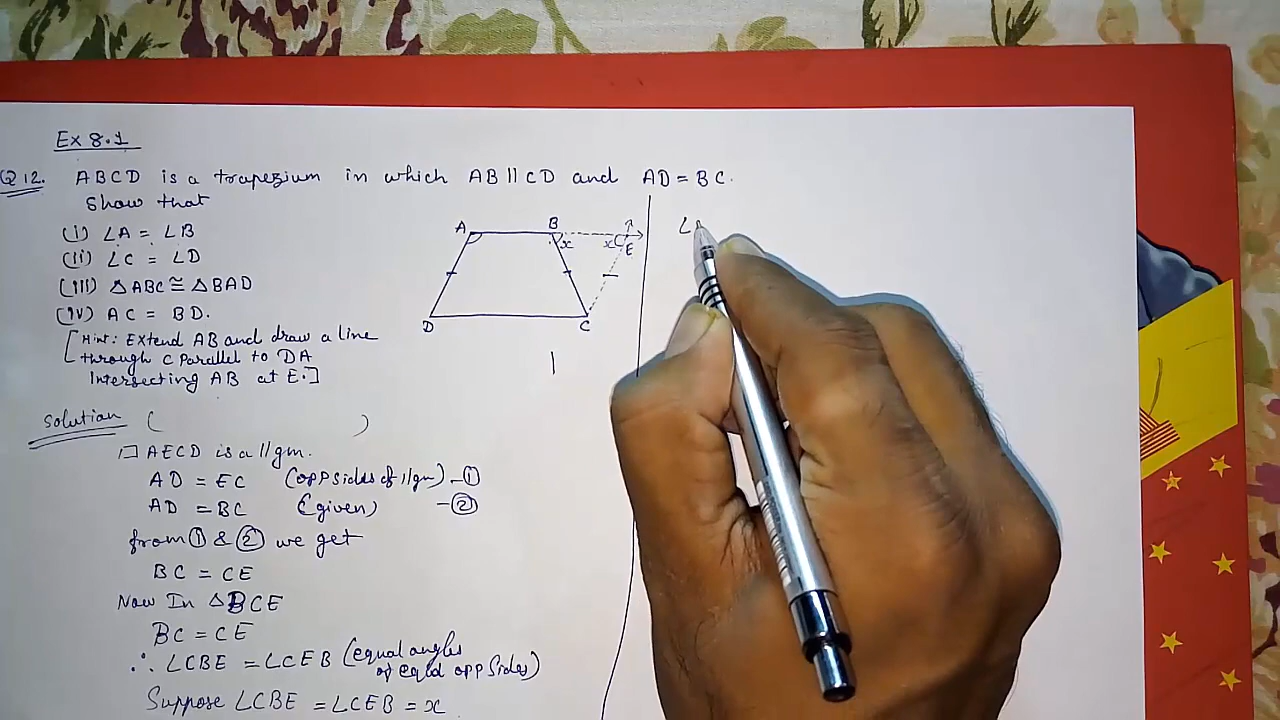 Ex 8.1
Q12. ABCD is a trapezium in which AB || CD and AD = BC.
Show that
(i) ∠A = ∠B
(ii) ∠C = ∠D
(iii) △ABC ≅ △BAD
(iv) AC = BD.
[Hint: Extend AB and draw a line
through C Parallel to DA
Intersecting AB at E.]
A B E
x x
D C
Solution ( )
□ AECD is a //gm.
AD = EC (opp sides of //gm) -①
AD = BC (given) -②
from ① & ② we get
BC = CE
Now In △BCE
BC = CE
∴ ∠CBE = ∠CEB (equal angles
of equal opp sides)
Suppose ∠CBE = ∠CEB = x
∠A